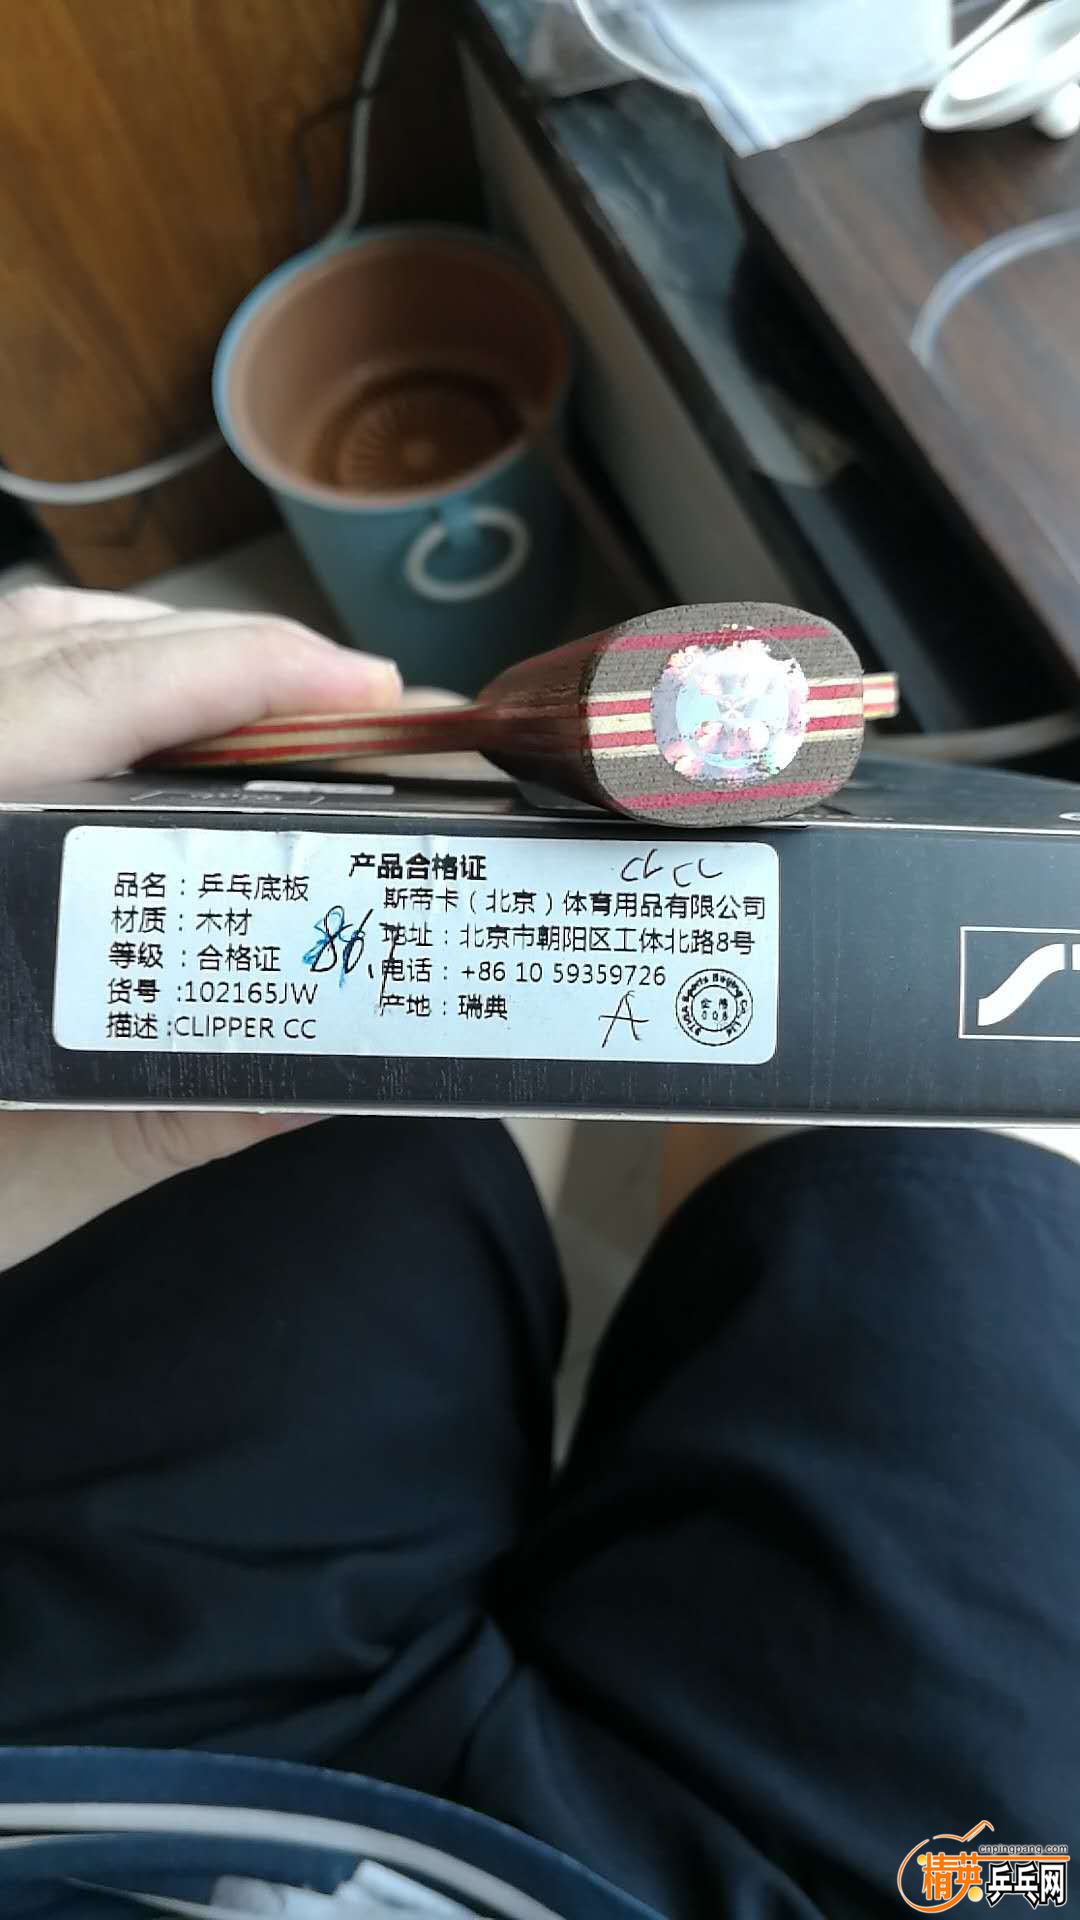 产品合格证
CLCC
品名：乒乓底板
材质：木材
等级：合格证
货号 :102165JW
描述 :CLIPPER CC
86.1
斯帝卡（北京）体育用品有限公司
地址：北京市朝阳区工体北路8号
电话：+86 10 59359726
产地：瑞典
A
cnpingpang.com
精英乒乓网